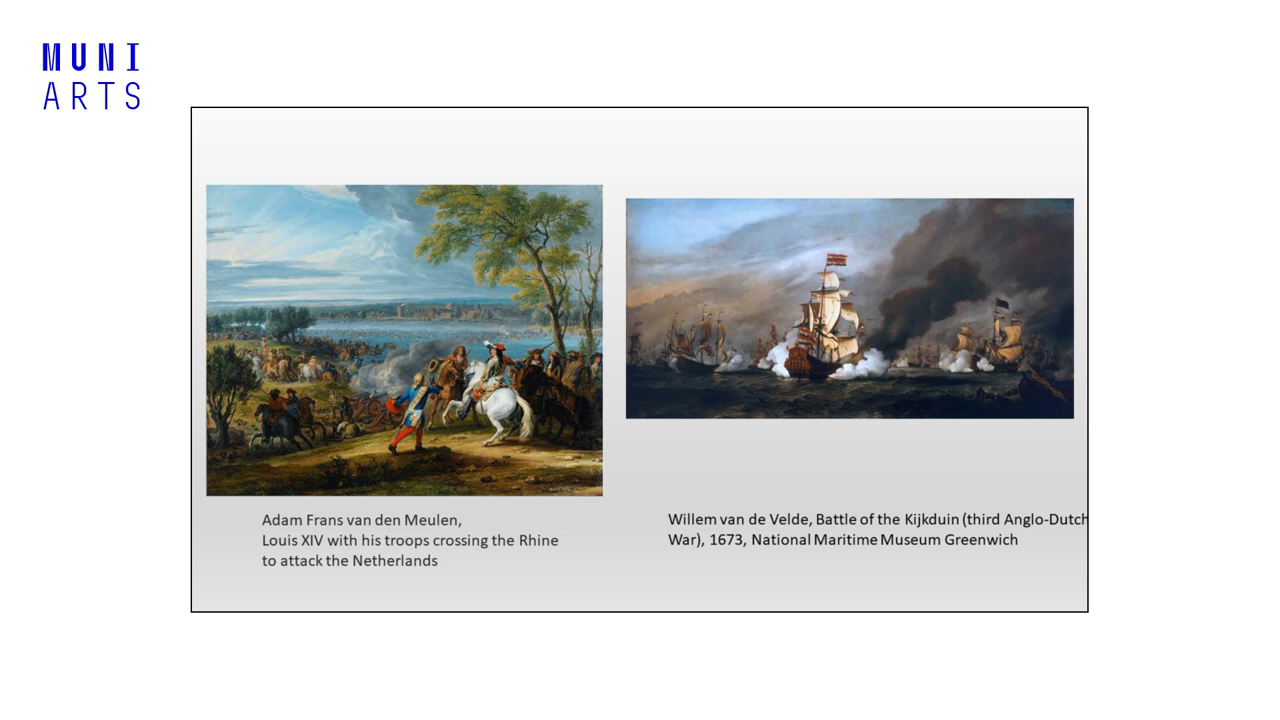 MUNI
ARTS
Adam Frans van den Meulen,
Louis XIV with his troops crossing the Rhine
to attack the Netherlands
Willem van de Velde, Battle of the Kijkduin (third Anglo-Dutch
War), 1673, National Maritime Museum Greenwich